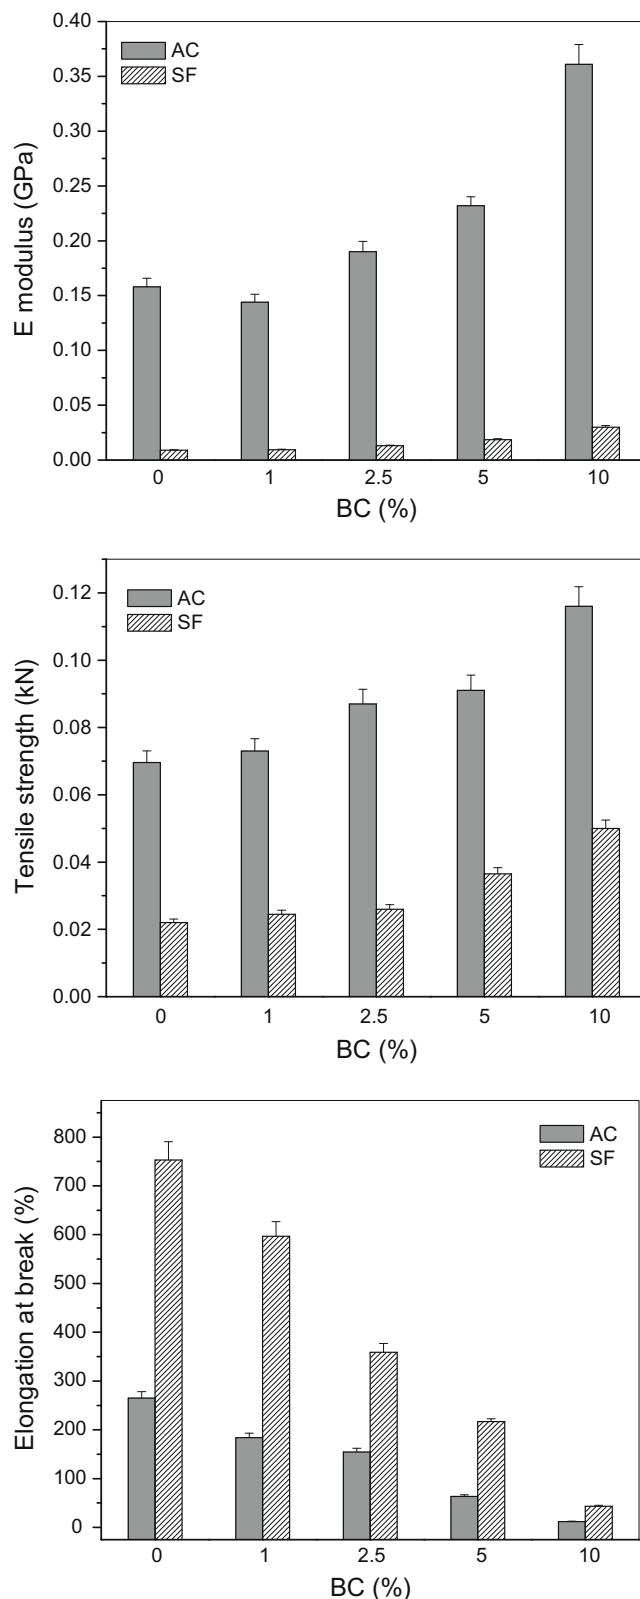 0.40
AC
0.35
SF
0.30
0.25
0.20
0.15
0.10
0.05
0.00
E modulus (GPa)
0 1 2.5 5 10
BC (%)
0.12
AC
SF
0.10
0.08
0.06
0.04
0.02
0.00
Tensile strength (kN)
0 1 2.5 5 10
BC (%)
800
AC
SF
700
600
500
400
300
200
100
0
Elongation at break (%)
0 1 2.5 5 10
BC (%)